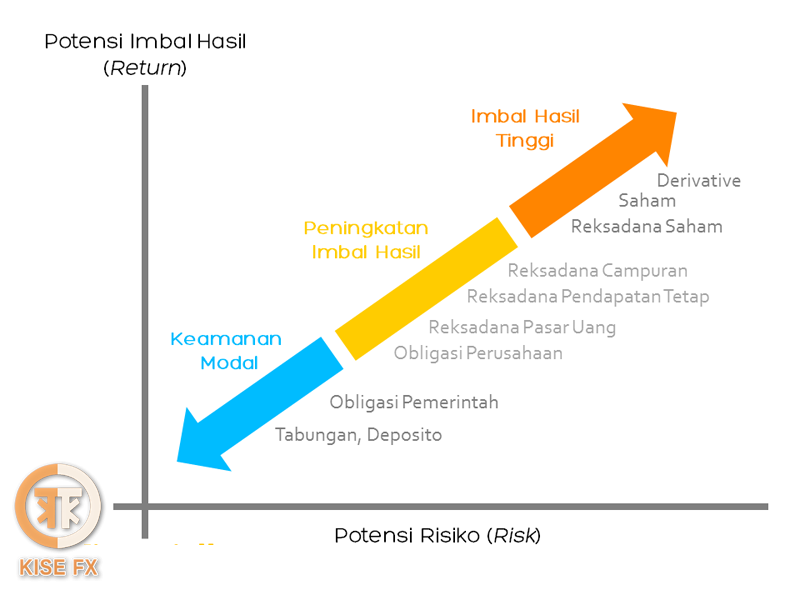 Potensi Imbal Hasil
(Return)
Imbal Hasil
Tinggi
Derivative
Saham
Reksadana Saham
Peningkatan
Imbal Hasil
Reksadana Campuran
Reksadana Pendapatan Tetap
Reksadana Pasar Uang
Obligasi Perusahaan
Keamanan
Modal
Obligasi Pemerintah
Tabungan, Deposito
Potensi Risiko (Risk)
KISE FX